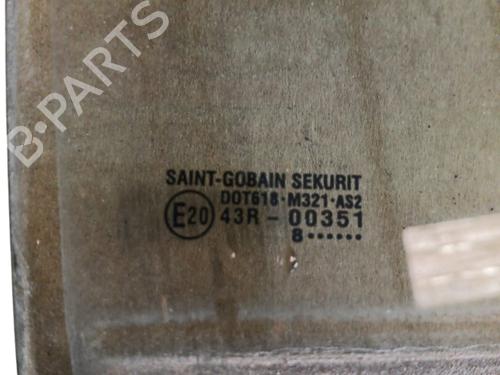 B-PARTS
SAINT-GOBAIN SEKURIT
DOT618·M321·AS2
E20 43R - 00351
8······